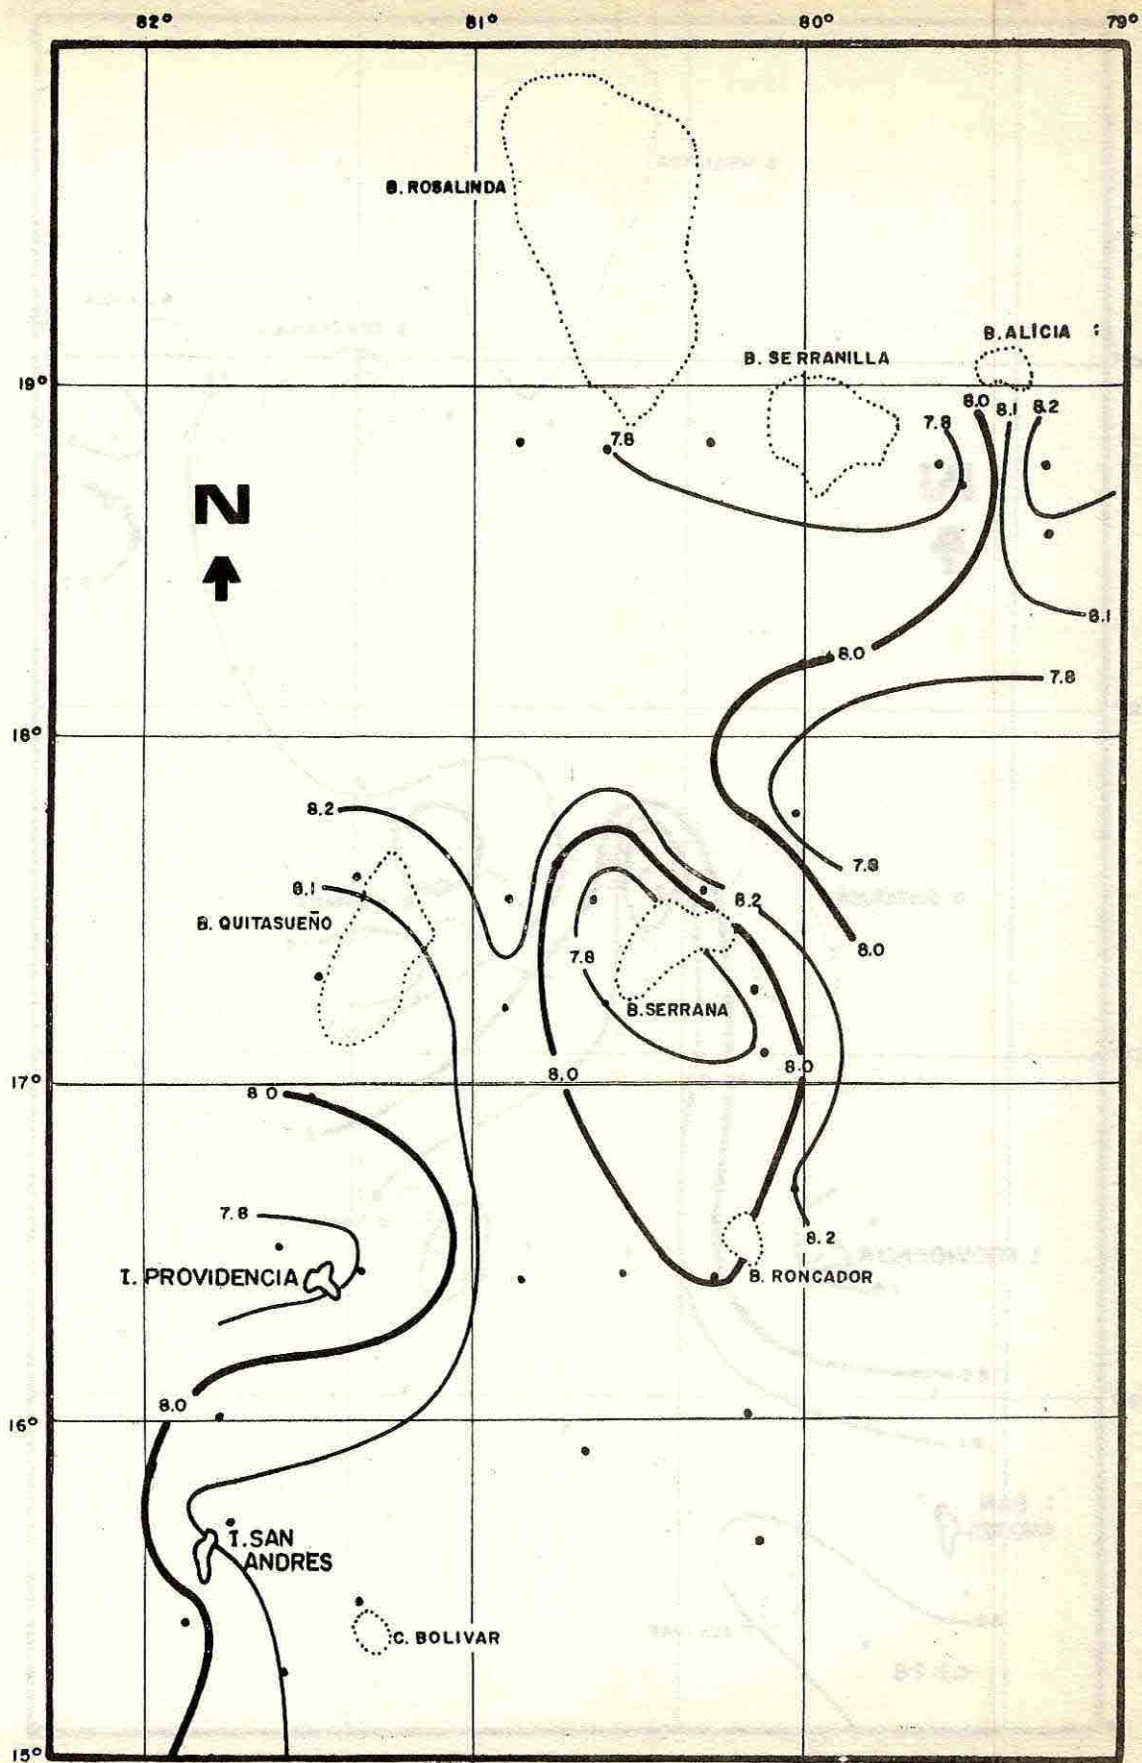 82° 81° 80° 79°
B. ROSALINDA
B. ALICIA
B. SERRANILLA
19°
8.0 8.1 8.2
7.8
7.8
N
8.1
8.0
7.8
18°
8.2
7.8
8.1
8.2
B. QUITASUEÑO
8.0
7.8
B. SERRANA
8.0
8.0
17°
8.0
7.8
8.2
I. PROVIDENCIA
B. RONCADOR
8.0
16°
I. SAN
ANDRES
C. BOLIVAR
15°